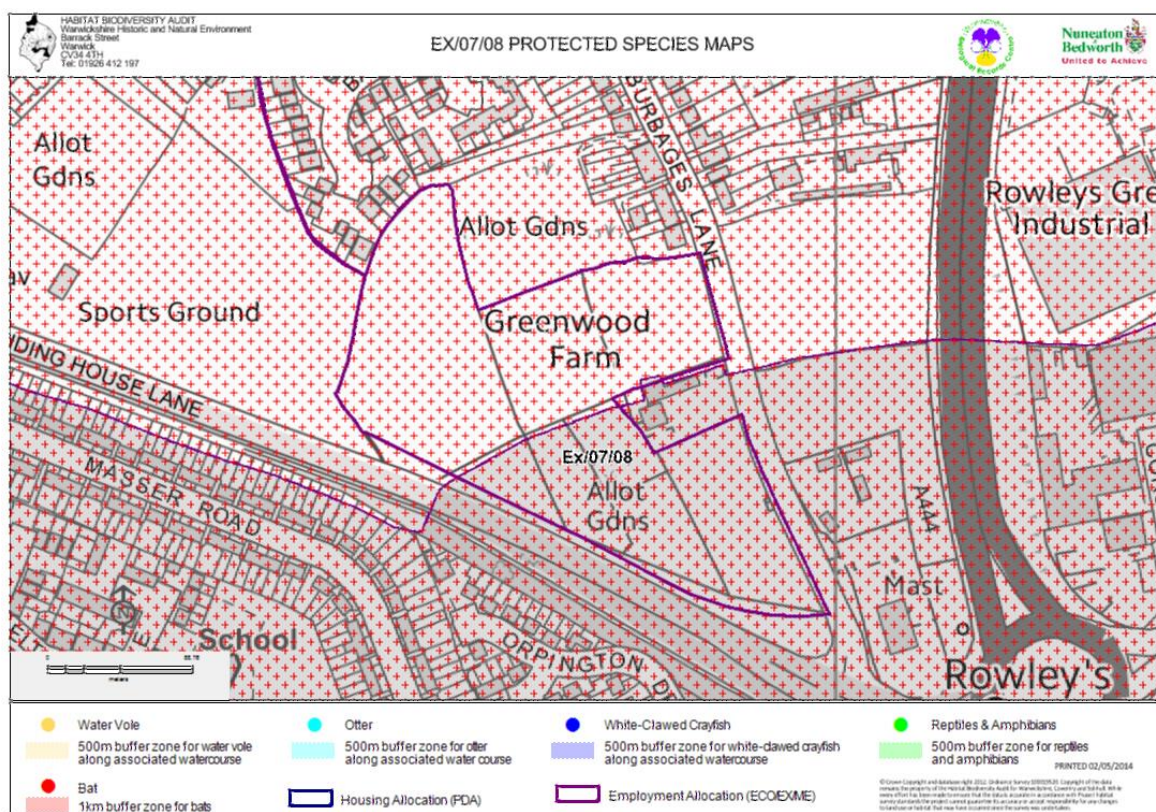 HABITAT BIODIVERSITY AUDIT
Warwickshire Historic and Natural Environment
Barrack Street
Warwick
CV34 4TH
Tel: 01926 412 197
EX/07/08 PROTECTED SPECIES MAPS
Nuneaton
Bedworth
United to Achieve
Allot
Gdns
BURBAGES LANE
Rowleys Gre
Industrial
Allot Gdns
Sports Ground
Greenwood
Farm
DING HOUSE LANE
Ex/07/08
Allot
Gdns
MASSER ROAD
A444
Mast
School
ORPINGTON
Rowley's
meters
Water Vole
500m buffer zone for water vole
along associated watercourse
Otter
500m buffer zone for otter
along associated watercourse
White-Clawed Crayfish
500m buffer zone for white-clawed crayfish
along associated watercourse
Reptiles & Amphibians
500m buffer zone for reptiles
and amphibians
PRINTED 02/05/2014
Bat
1km buffer zone for bats
Housing Allocation (PDA)
Employment Allocation (ECO/EX/ME)